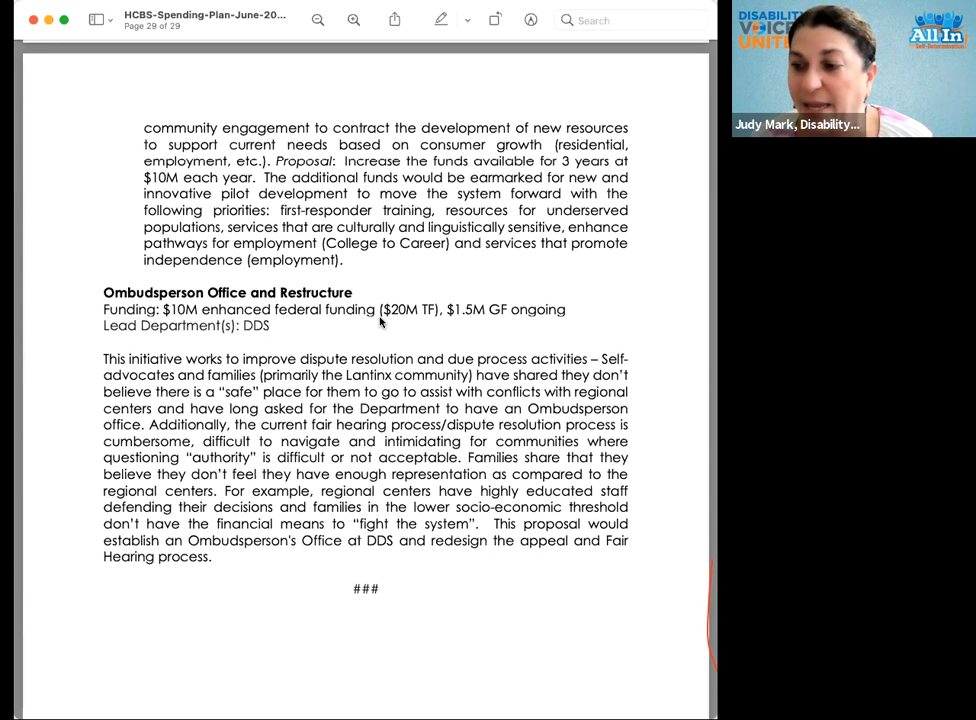 HCBS-Spending-Plan-June-20...
Page 29 of 29
Search
community engagement to contract the development of new resources
to support current needs based on consumer growth (residential,
employment, etc.). Proposal: Increase the funds available for 3 years at
$10M each year. The additional funds would be earmarked for new and
innovative pilot development to move the system forward with the
following priorities: first-responder training, resources for underserved
populations, services that are culturally and linguistically sensitive, enhance
pathways for employment (College to Career) and services that promote
independence (employment).
Ombudsperson Office and Restructure
Funding: $10M enhanced federal funding ($20M TF), $1.5M GF ongoing
Lead Department(s): DDS
This initiative works to improve dispute resolution and due process activities – Self-
advocates and families (primarily the Lantinx community) have shared they don't
believe there is a “safe” place for them to go to assist with conflicts with regional
centers and have long asked for the Department to have an Ombudsperson
office. Additionally, the current fair hearing process/dispute resolution process is
cumbersome, difficult to navigate and intimidating for communities where
questioning “authority” is difficult or not acceptable. Families share that they
believe they don't feel they have enough representation as compared to the
regional centers. For example, regional centers have highly educated staff
defending their decisions and families in the lower socio-economic threshold
don't have the financial means to “fight the system”. This proposal would
establish an Ombudsperson's Office at DDS and redesign the appeal and Fair
Hearing process.
###
DISABILIT
VOICE
UNITE
All In
Self-Determination
Judy Mark, Disability...